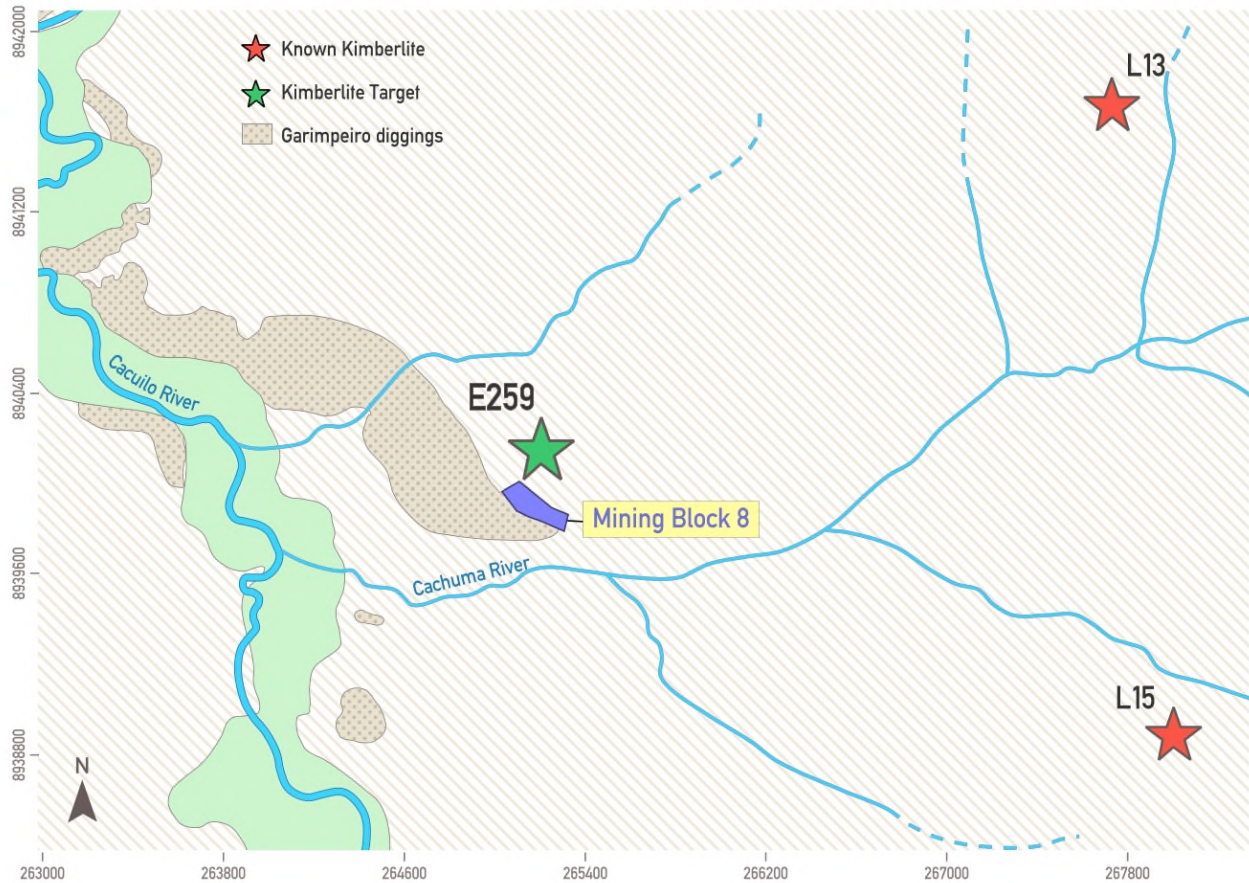 Known Kimberlite
Kimberlite Target
Garimpeiro diggings
L13
E259
Mining Block 8
Cacuilo River
Cachuma River
L15
N
8942000
8941200
8940400
8939600
8938800
263000
263800
264600
265400
266200
267000
267800